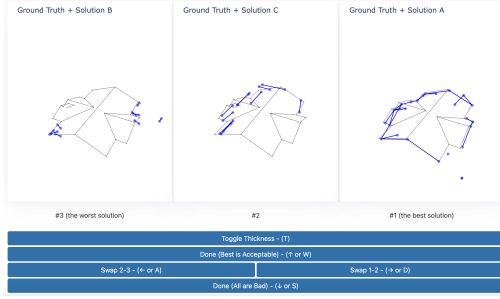 Ground Truth + Solution B
Ground Truth + Solution C
Ground Truth + Solution A
#3 (the worst solution)
#2
#1 (the best solution)
Toggle Thickness - (T)
Done (Best is Acceptable) - (↑ or W)
Swap 2-3 - (← or A)
Swap 1-2 - (→ or D)
Done (All are Bad) - (↓ or S)